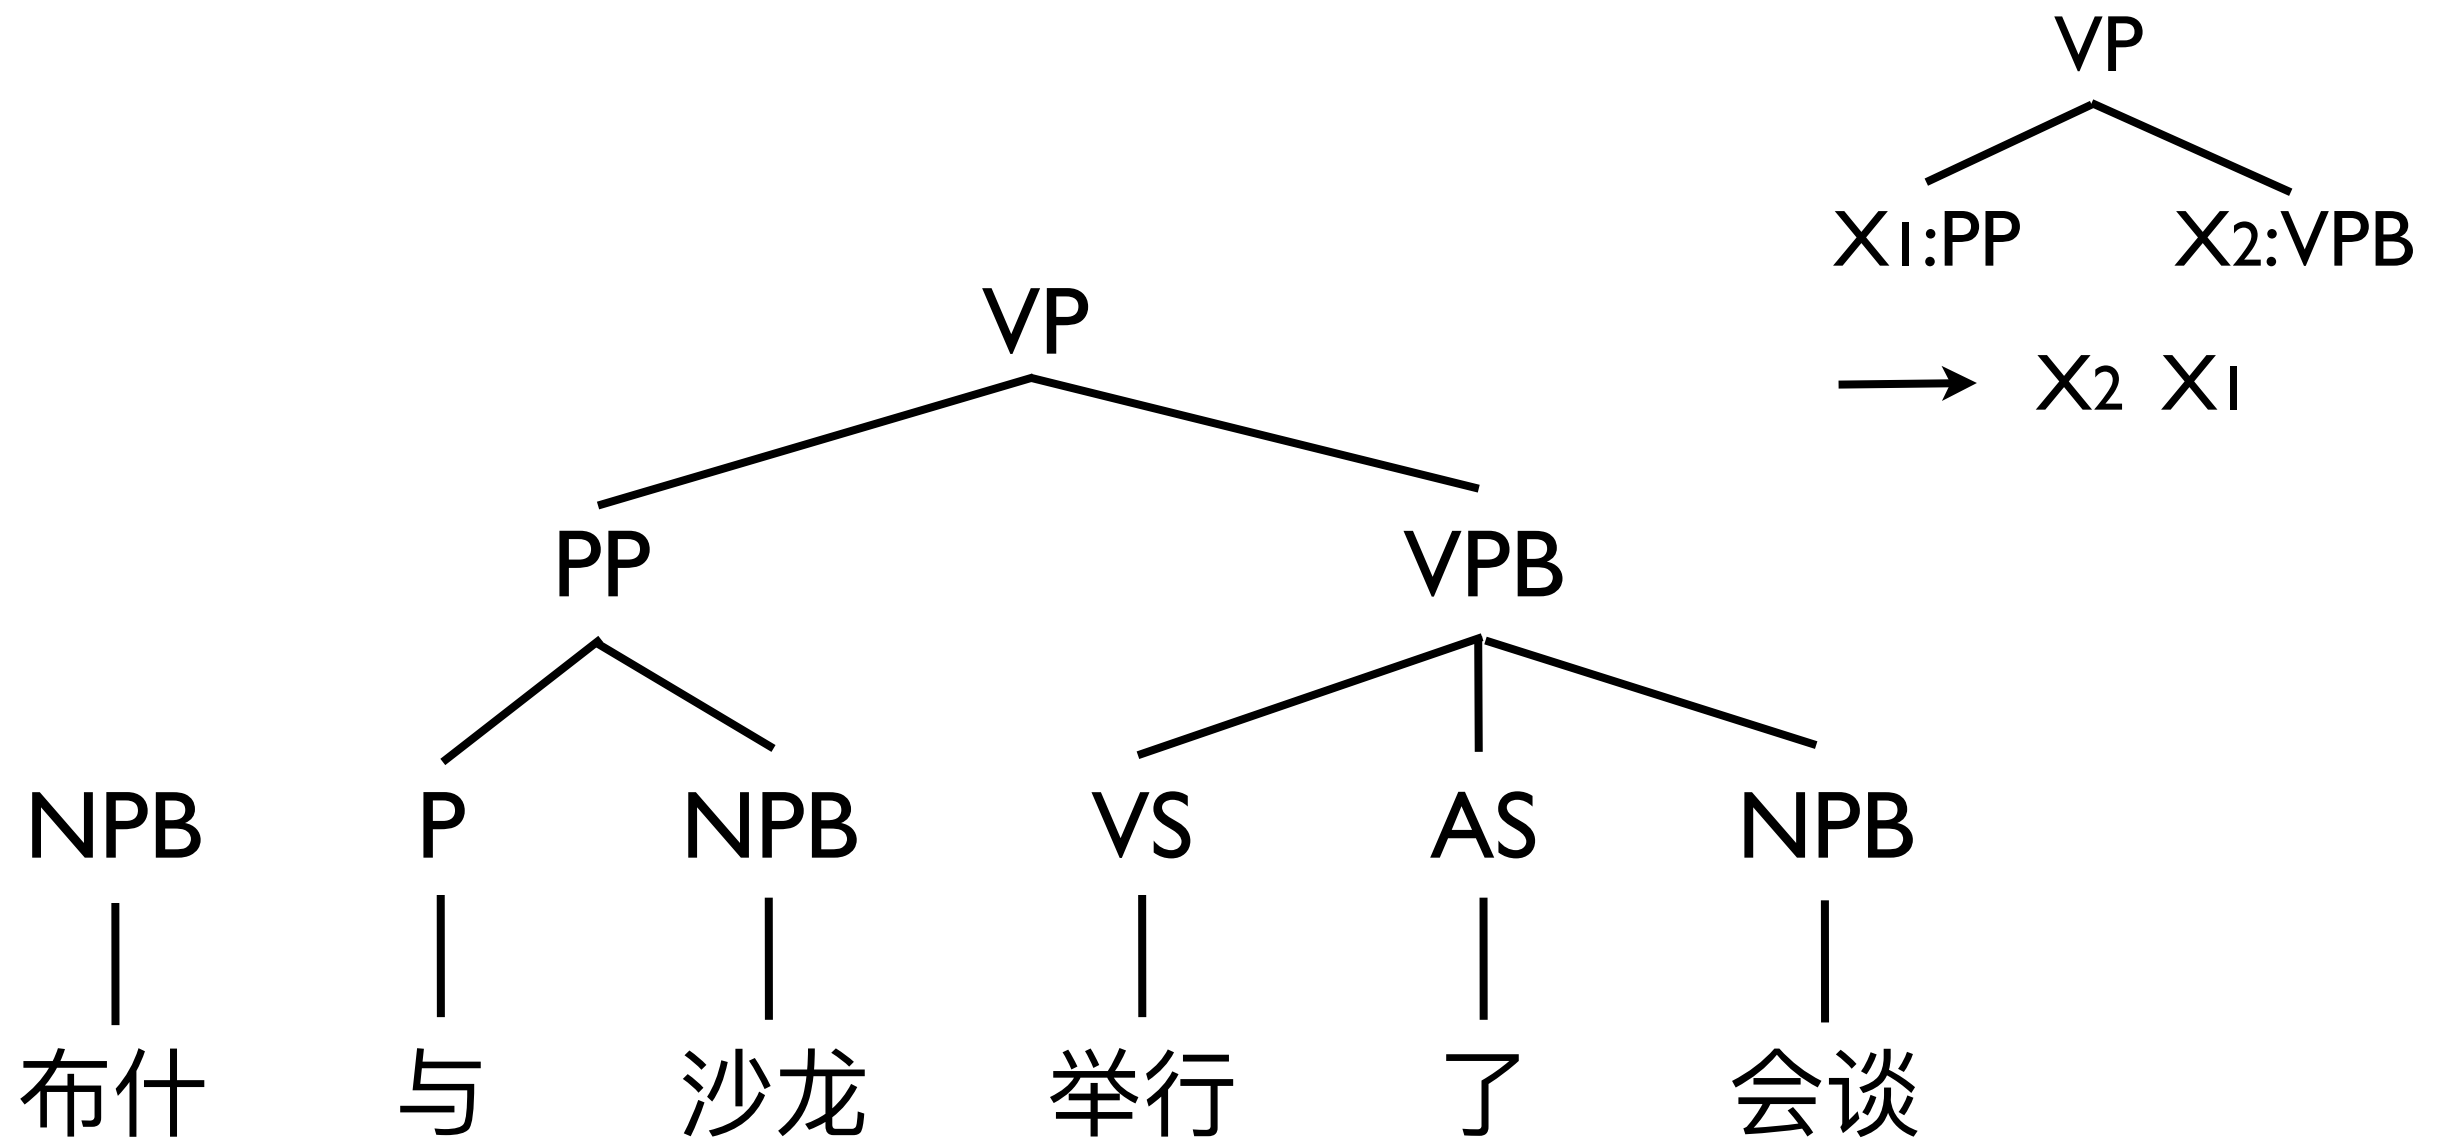 VP
X1:PP X2:VPB
→ X2 X1
VP
PP VPB
NPB P NPB VS AS NPB
布什 与 沙龙 举行 了 会谈